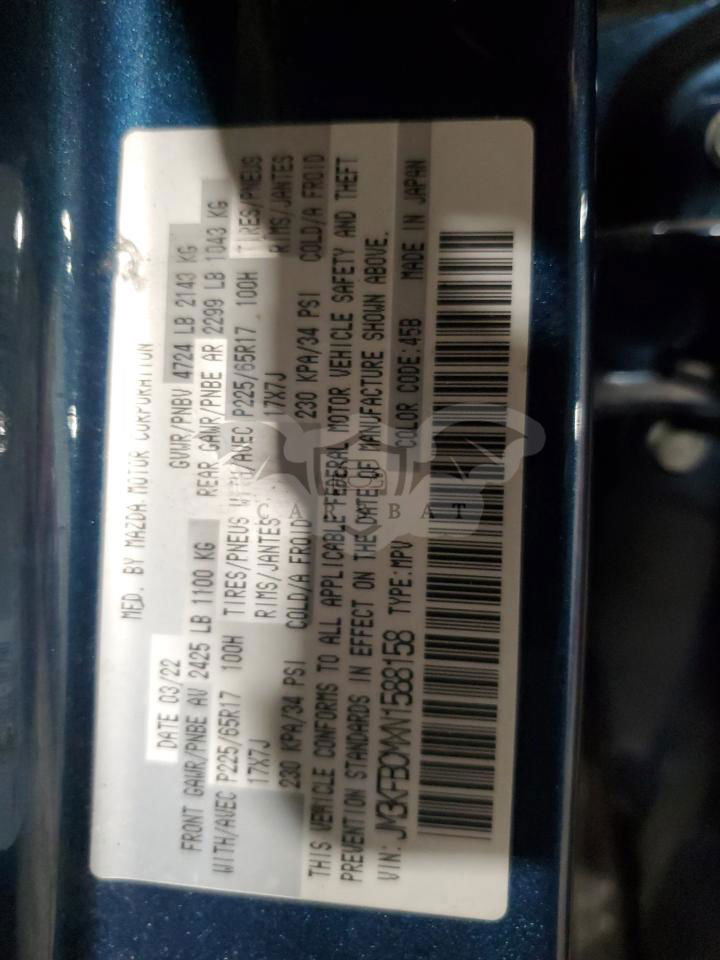 MFD. BY MAZDA MOTOR CORPORATION
DATE 03/22 GVWR/PNBV 4724 LB 2143 KG
FRONT GAWR/PNBE AV 2425 LB 1100 KG REAR GAWR/PNBE AR 2299 LB 1043 KG
WITH/AVEC P225/65R17 100H TIRES/PNEUS WITH/AVEC P225/65R17 100H TIRES/PNEUS
17X7J RIMS/JANTES 17X7J RIMS/JANTES
230 KPA/34 PSI COLD/A FROID 230 KPA/34 PSI COLD/A FROID
THIS VEHICLE CONFORMS TO ALL APPLICABLE FEDERAL MOTOR VEHICLE SAFETY AND THEFT
PREVENTION STANDARDS IN EFFECT ON THE DATE OF MANUFACTURE SHOWN ABOVE.
VIN: JM3KFBDMXN1588158 TYPE:MPV COLOR CODE:45B MADE IN JAPAN
CARCBAT